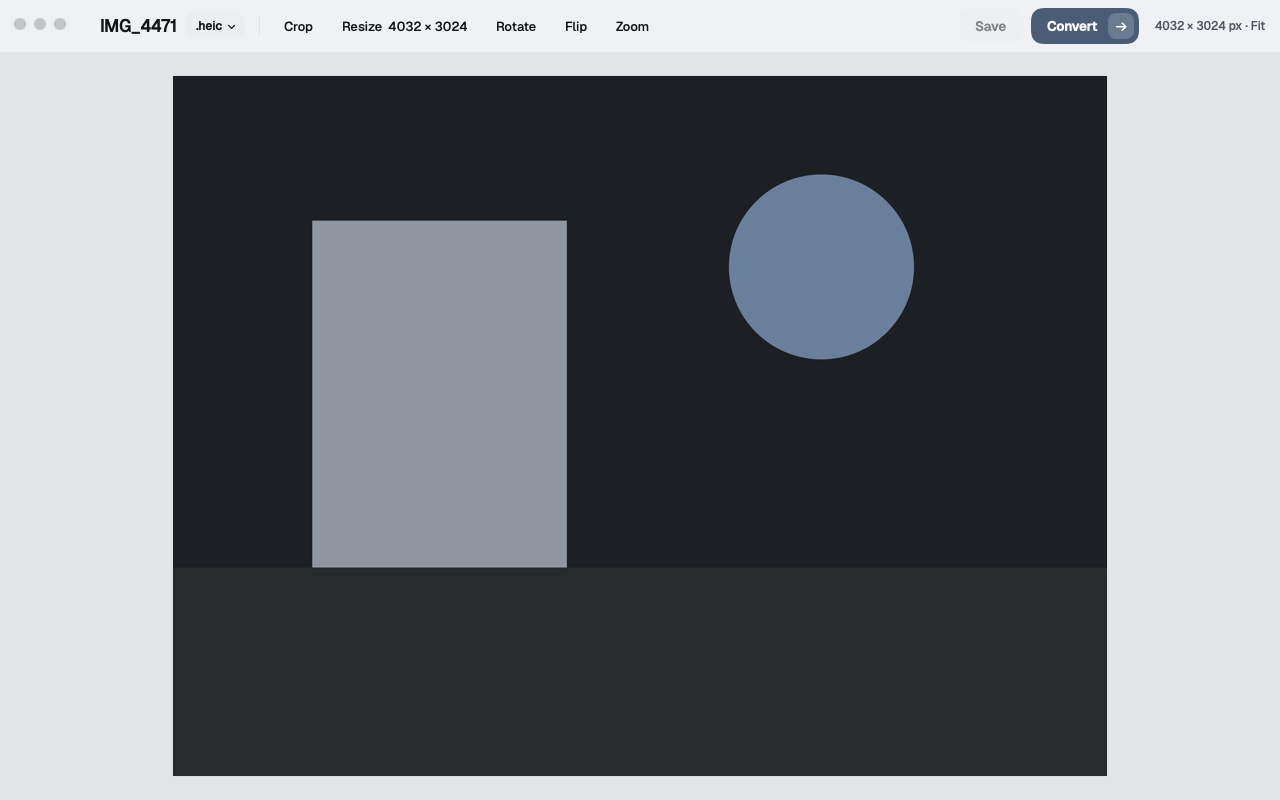 IMG_4471 .heic Crop Resize 4032 × 3024 Rotate Flip Zoom Save Convert → 4032 × 3024 px · Fit